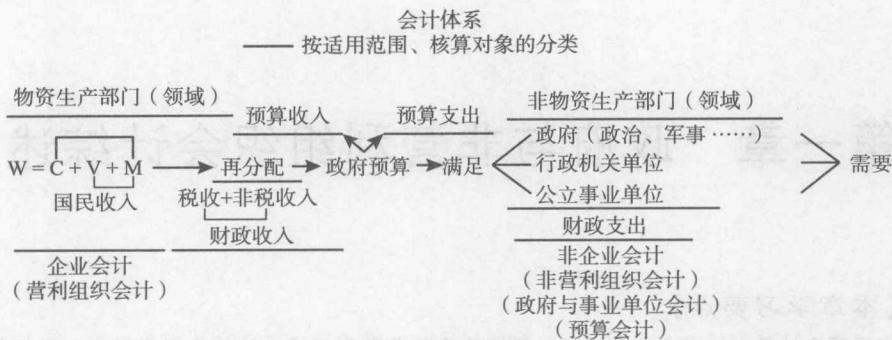 会计体系
—— 按适用范围、核算对象的分类
物资生产部门（领域）
预算收入
预算支出
非物资生产部门（领域）
W = C + V + M
国民收入
再分配
税收+非税收入
财政收入
政府预算
满足
政府（政治、军事……）
行政机关单位
公立事业单位
需要
财政支出
企业会计
（营利组织会计）
非企业会计
（非营利组织会计）
（政府与事业单位会计）
（预算会计）